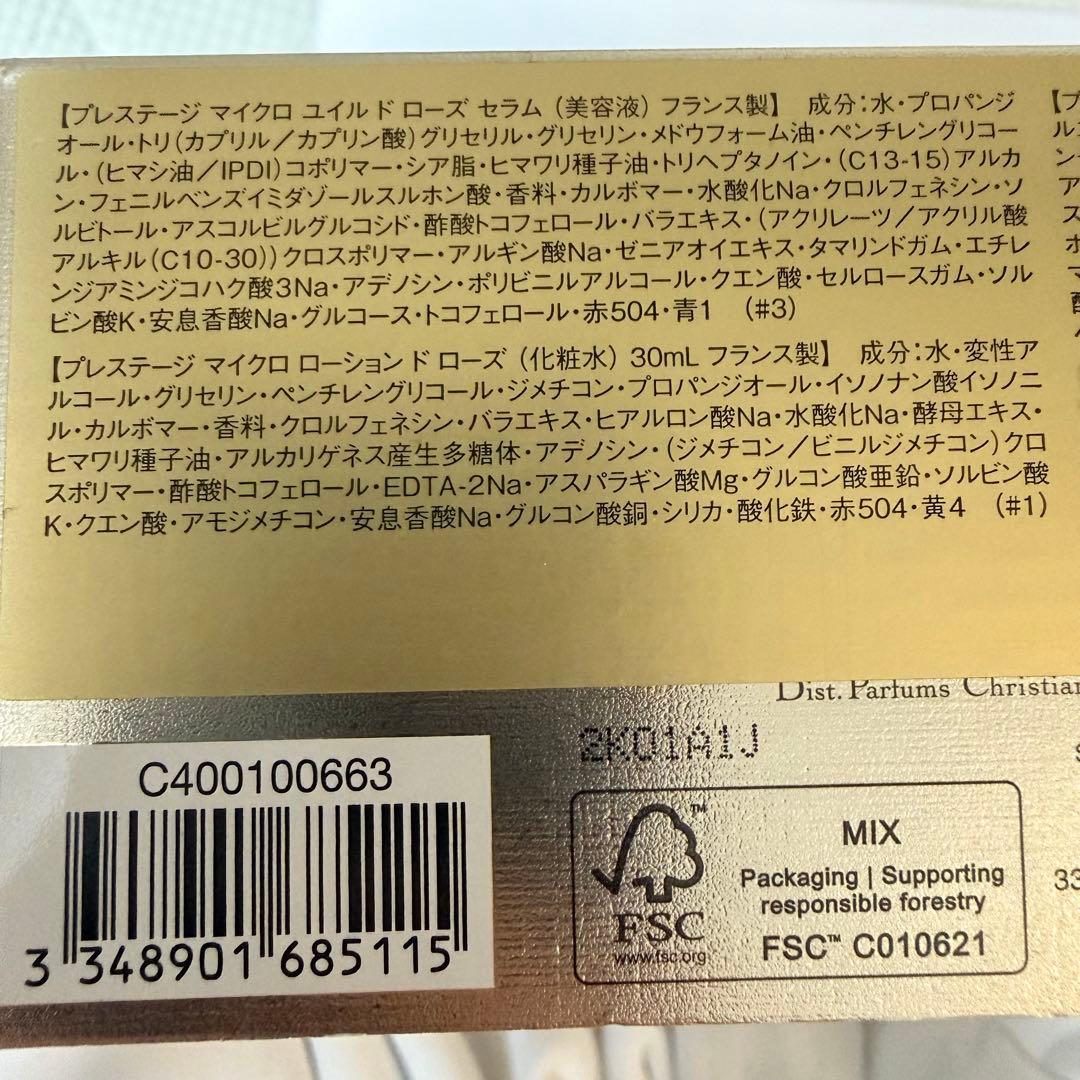 【プレステージ マイクロ ユイル ド ローズ セラム（美容液）フランス製】 成分：水・プロパンジ
オール・トリ（カプリル／カプリン酸）グリセリル・グリセリン・メドウフォーム油・ペンチレングリコー
ル・（ヒマシ油／IPDI）コポリマー・シア脂・ヒマワリ種子油・トリヘプタノイン・（C13-15）アルカ
ン・フェニルベンズイミダゾールスルホン酸・香料・カルボマー・水酸化Na・クロルフェネシン・ソ
ルビトール・アスコルビルグルコシド・酢酸トコフェロール・バラエキス・（アクリレーツ／アクリル酸
アルキル（C10-30））クロスポリマー・アルギン酸Na・ゼニアオイエキス・タマリンドガム・エチレ
ンジアミンジコハク酸3Na・アデノシン・ポリビニルアルコール・クエン酸・セルロースガム・ソル
ビン酸K・安息香酸Na・グルコース・トコフェロール・赤504・青1 （#3）
【プレステージ マイクロ ローション ド ローズ（化粧水）30mL フランス製】 成分：水・変性ア
ルコール・グリセリン・ペンチレングリコール・ジメチコン・プロパンジオール・イソノナン酸イソノニ
ル・カルボマー・香料・クロルフェネシン・バラエキス・ヒアルロン酸Na・水酸化Na・酵母エキス・
ヒマワリ種子油・アルカリゲネス産生多糖体・アデノシン・（ジメチコン／ビニルジメチコン）クロ
スポリマー・酢酸トコフェロール・EDTA-2Na・アスパラギン酸Mg・グルコン酸亜鉛・ソルビン酸
K・クエン酸・アモジメチコン・安息香酸Na・グルコン酸銅・シリカ・酸化鉄・赤504・黄4 （#1）
Dist. Parfums Christian
2K01A1J
C400100663
3 348901 685115
FSC
www.fsc.org
MIX
Packaging | Supporting
responsible forestry
FSC™ C010621
33